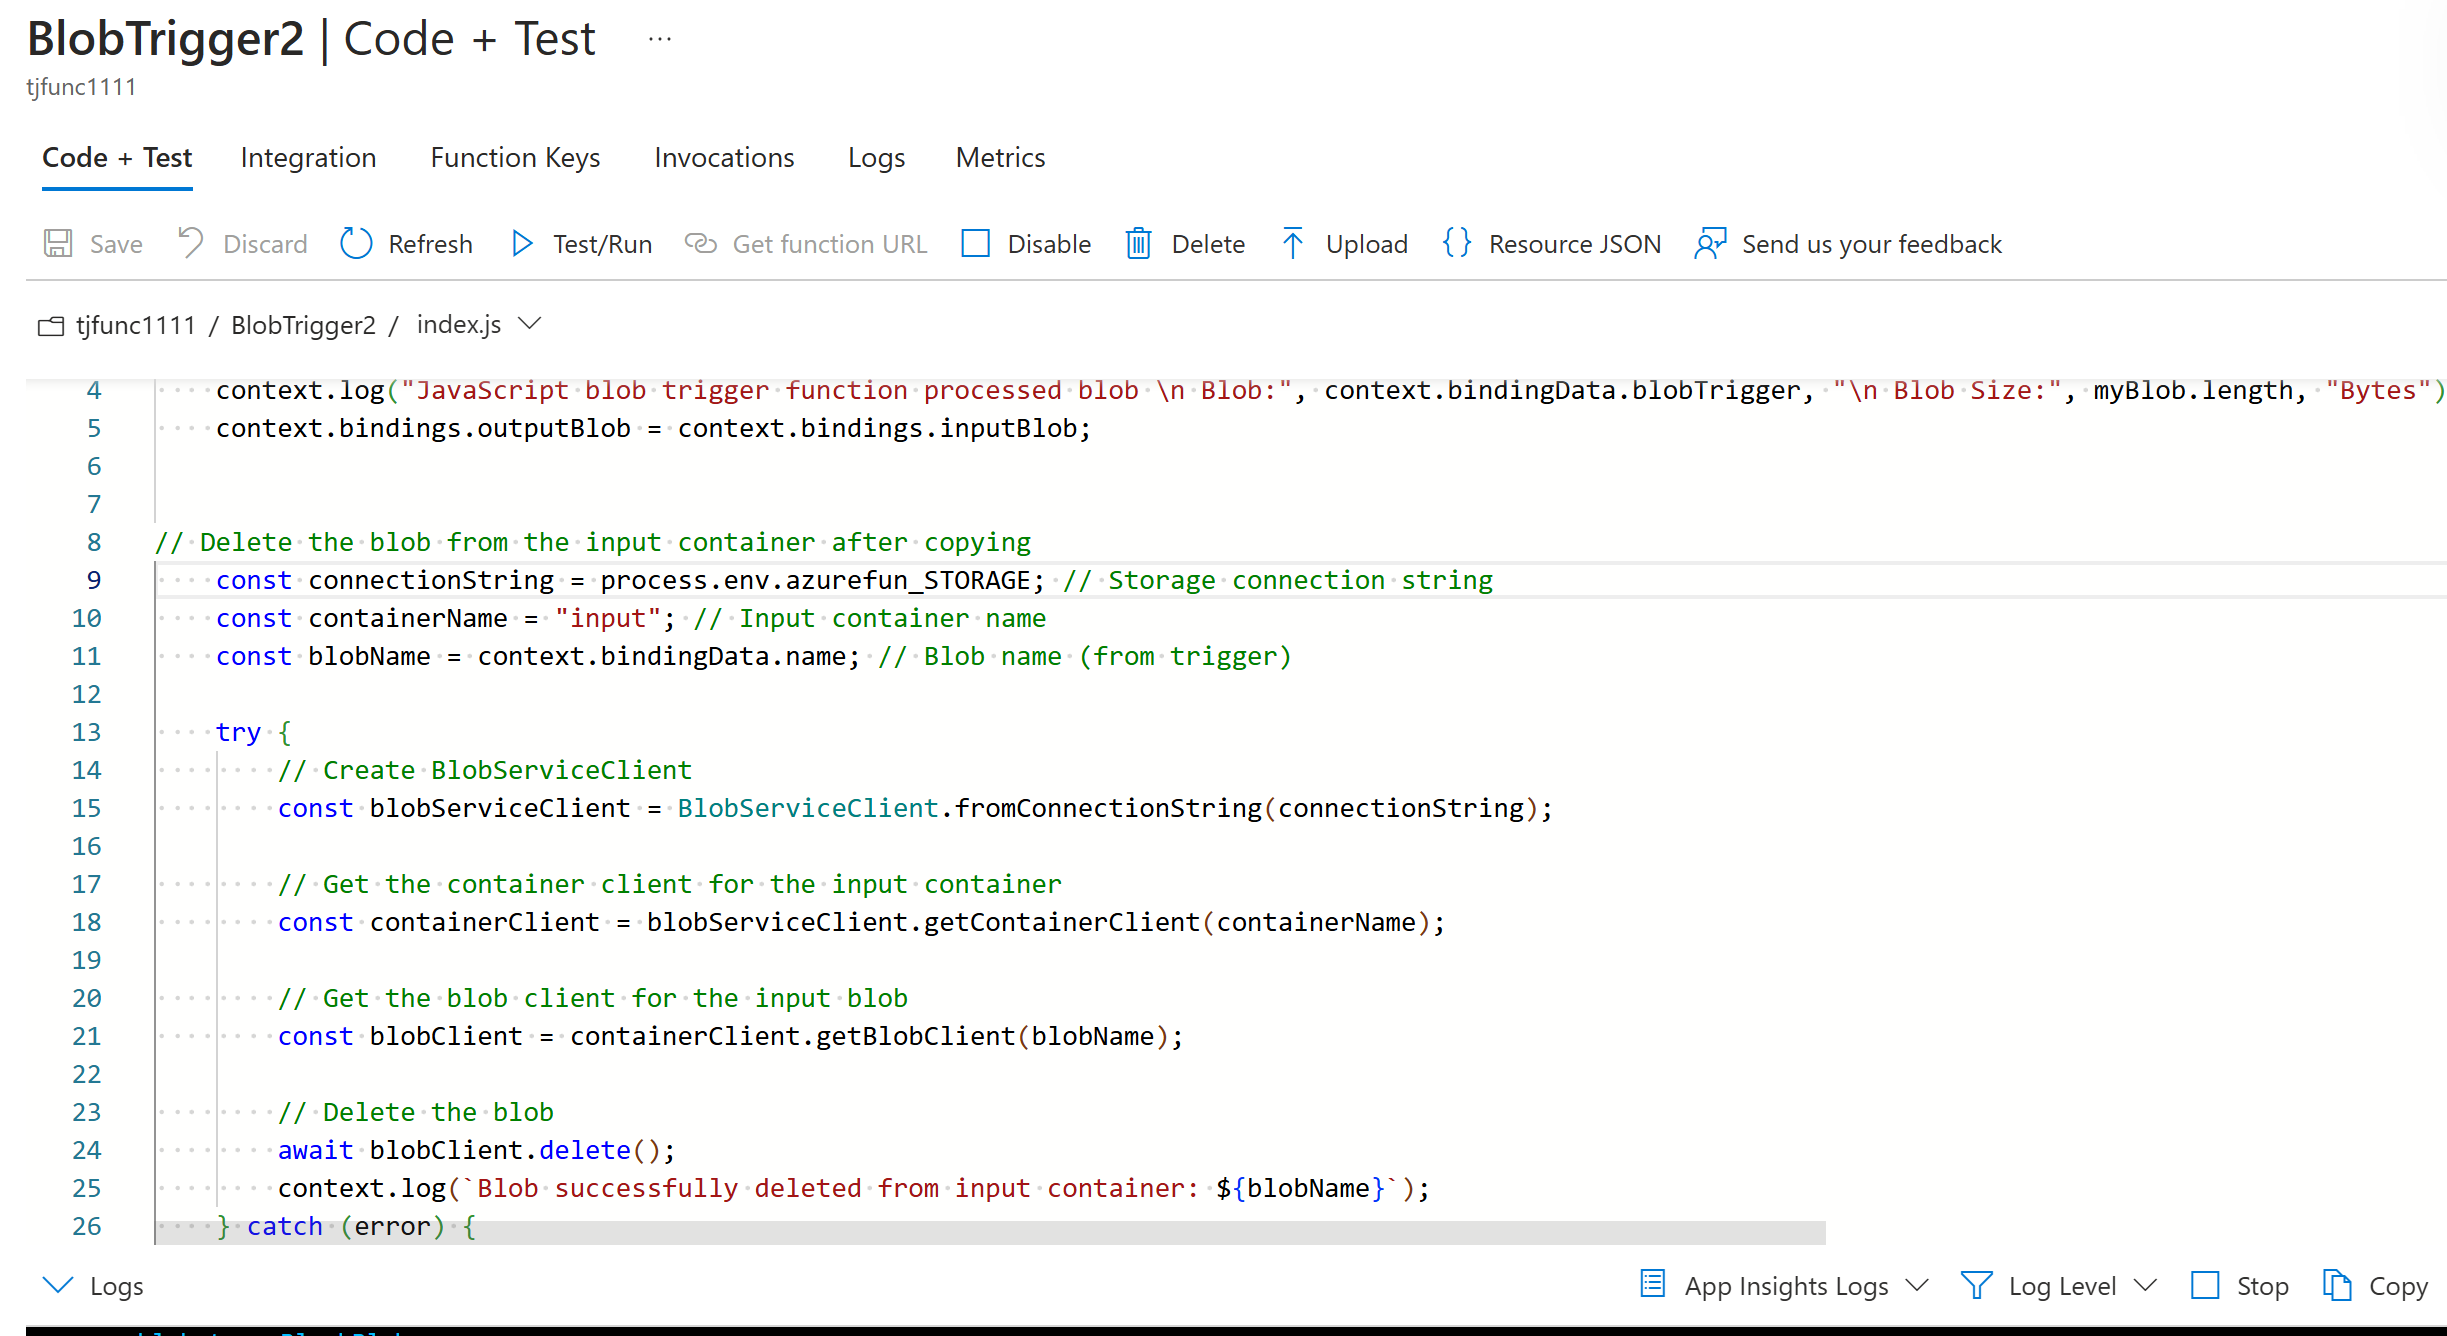 BlobTrigger2 | Code + Test ...
tjfunc1111
Code + Test Integration Function Keys Invocations Logs Metrics
Save Discard Refresh Test/Run Get function URL Disable Delete Upload {} Resource JSON Send us your feedback
tjfunc1111 / BlobTrigger2 / index.js
4 context.log("JavaScript blob trigger function processed blob \n Blob:", context.bindingData.blobTrigger, "\n Blob Size:", myBlob.length, "Bytes")
5 context.bindings.outputBlob = context.bindings.inputBlob;
6
7
8 // Delete the blob from the input container after copying
9 const connectionString = process.env.azurefun_STORAGE; // Storage connection string
10 const containerName = "input"; // Input container name
11 const blobName = context.bindingData.name; // Blob name (from trigger)
12
13 try {
14 // Create BlobServiceClient
15 const blobServiceClient = BlobServiceClient.fromConnectionString(connectionString);
16
17 // Get the container client for the input container
18 const containerClient = blobServiceClient.getContainerClient(containerName);
19
20 // Get the blob client for the input blob
21 const blobClient = containerClient.getBlobClient(blobName);
22
23 // Delete the blob
24 await blobClient.delete();
25 context.log(`Blob successfully deleted from input container: ${blobName}`);
26 } catch (error) {
Logs App Insights Logs Log Level Stop Copy